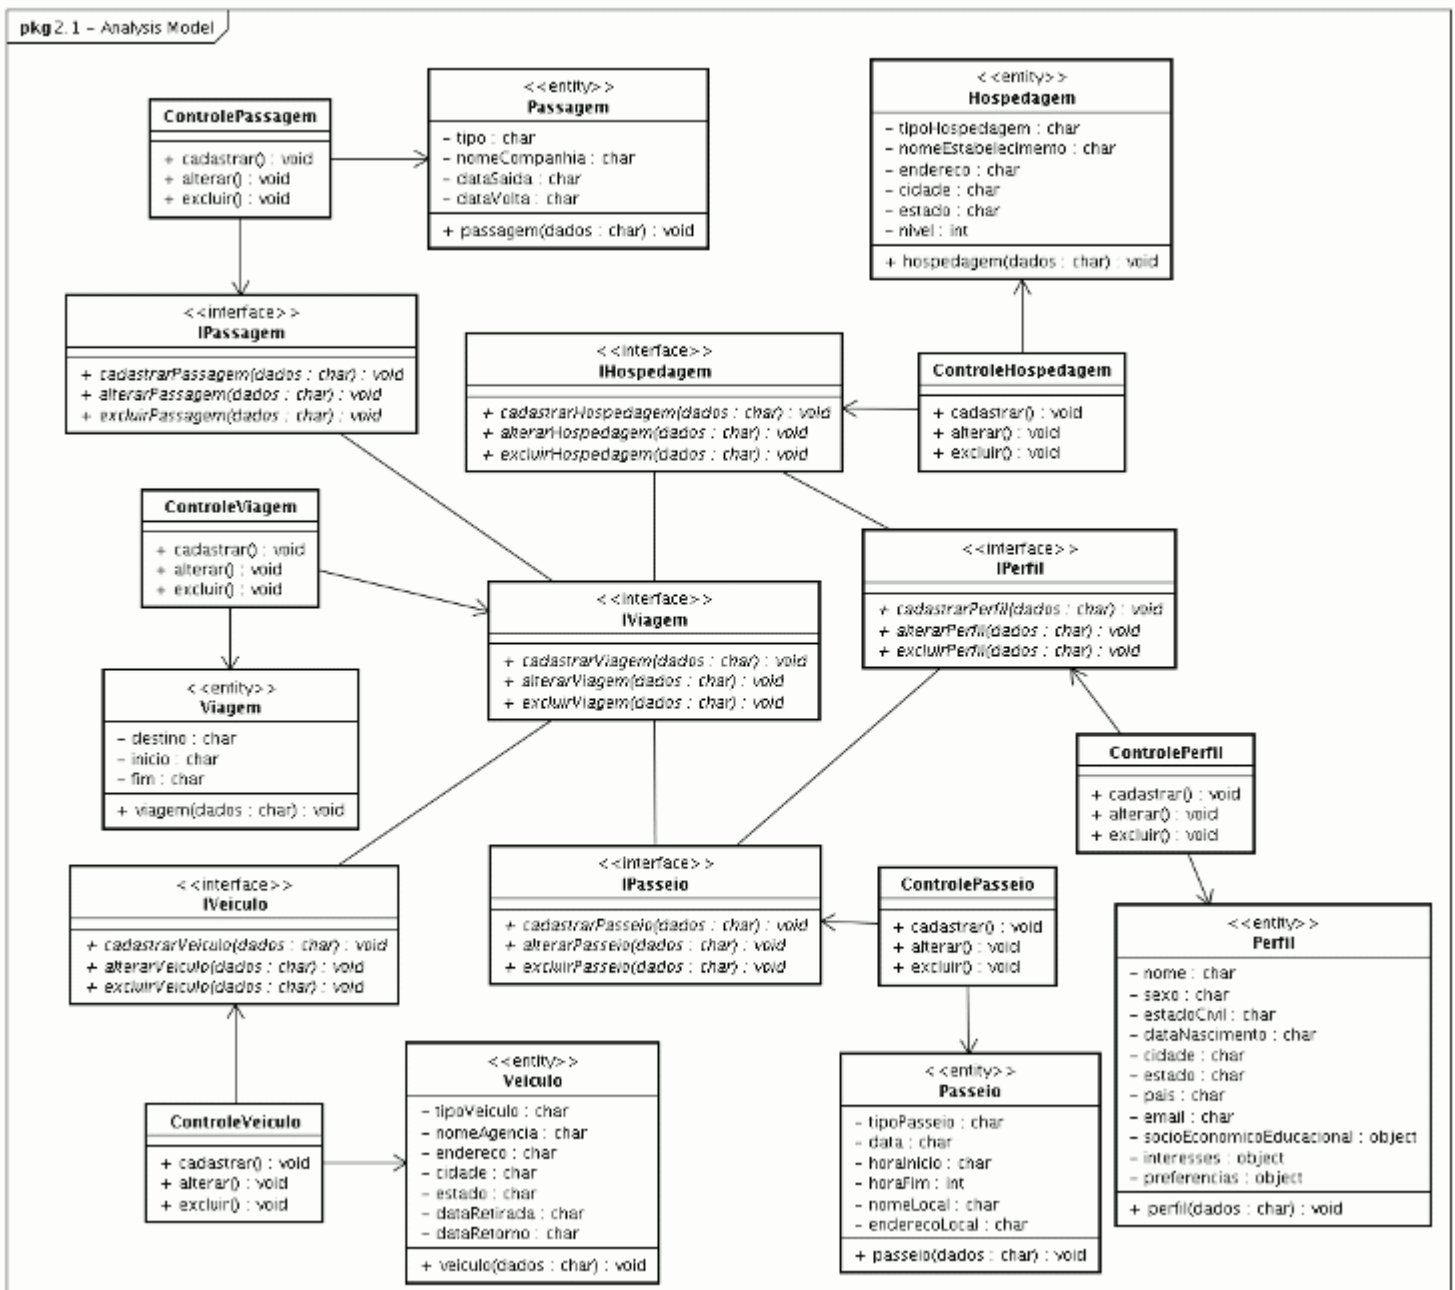 pkg 2.1 – Analysis Model
ControlePassagem
+ cadastrar() : void
+ alterar() : void
+ excluir() : void
<<entity>>
Passagem
– tipo : char
– nomeCompanhia : char
– dataSaida : char
– dataVolta : char
+ passagem(dados : char) : void
<<entity>>
Hospedagem
– tipoHospedagem : char
– nomeEstabelecimento : char
– endereco : char
– cidade : char
– estado : char
– nivel : int
+ hospedagem(dados : char) : void
<<interface>>
IPassagem
+ cadastrarPassagem(dados : char) : void
+ alterarPassagem(dados : char) : void
+ excluirPassagem(dados : char) : void
<<interface>>
IHospedagem
+ cadastrarHospedagem(dados : char) : void
+ alterarHospedagem(dados : char) : void
+ excluirHospedagem(dados : char) : void
ControleHospedagem
+ cadastrar() : void
+ alterar() : void
+ excluir() : void
ControleViagem
+ cadastrar() : void
+ alterar() : void
+ excluir() : void
<<interface>>
IViagem
+ cadastrarViagem(dados : char) : void
+ alterarViagem(dados : char) : void
+ excluirViagem(dados : char) : void
<<interface>>
IPerfil
+ cadastrarPerfil(dados : char) : void
+ alterarPerfil(dados : char) : void
+ excluirPerfil(dados : char) : void
<<entity>>
Viagem
– destino : char
– inicio : char
– fim : char
+ viagem(dados : char) : void
ControlePerfil
+ cadastrar() : void
+ alterar() : void
+ excluir() : void
<<interface>>
IVeiculo
+ cadastrarVeiculo(dados : char) : void
+ alterarVeiculo(dados : char) : void
+ excluirVeiculo(dados : char) : void
<<interface>>
IPasseio
+ cadastrarPasseio(dados : char) : void
+ alterarPasseio(dados : char) : void
+ excluirPasseio(dados : char) : void
ControlePasseio
+ cadastrar() : void
+ alterar() : void
+ excluir() : void
<<entity>>
Perfil
– nome : char
– sexo : char
– estadoCivil : char
– dataNascimento : char
– cidade : char
– estado : char
– pais : char
– email : char
– socioEconomicoEducacional : object
– interesses : object
– preferencias : object
+ perfil(dados : char) : void
ControleVeiculo
+ cadastrar() : void
+ alterar() : void
+ excluir() : void
<<entity>>
Veiculo
– tipoVeiculo : char
– nomeAgencia : char
– endereco : char
– cidade : char
– estado : char
– dataRetirada : char
– dataRetorno : char
+ veiculo(dados : char) : void
<<entity>>
Passeio
– tipoPasseio : char
– data : char
– horaInicio : char
– horaFim : int
– nomeLocal : char
– enderecoLocal : char
+ passeio(dados : char) : void